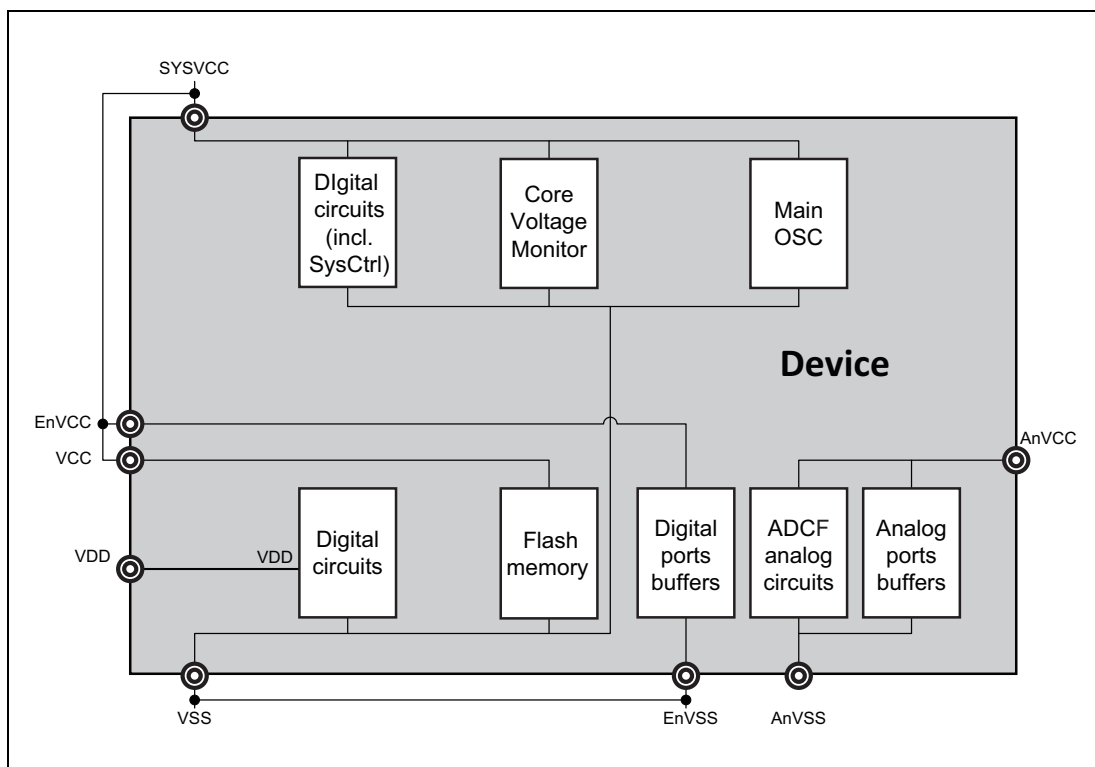 SYSVCC
DIgital
circuits
(incl.
SysCtrl)
Core
Voltage
Monitor
Main
OSC
Device
EnVCC
VCC
AnVCC
VDD
VDD
Digital
circuits
Flash
memory
Digital
ports
buffers
ADCF
analog
circuits
Analog
ports
buffers
VSS
EnVSS
AnVSS